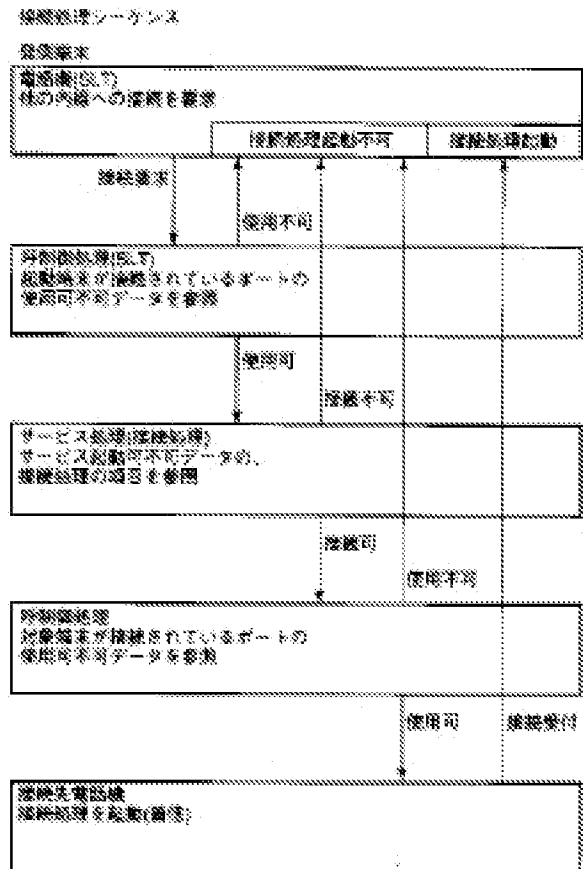 接続処理シーケンス
発信端末
電話機(SLT)
他の内線への接続を要求
接続処理起動不可
接続処理起動
接続要求
使用不可
呼制御処理(SLT)
起動端末が接続されているポートの
使用可不可データを参照
使用可
接続不可
サービス処理(接続処理)
サービス起動可不可データの、
接続処理の項目を参照
接続可
使用不可
呼制御処理
対象端末が接続されているポートの
使用可不可データを参照
使用可
接続受付
接続先電話機
接続処理を起動(着信)